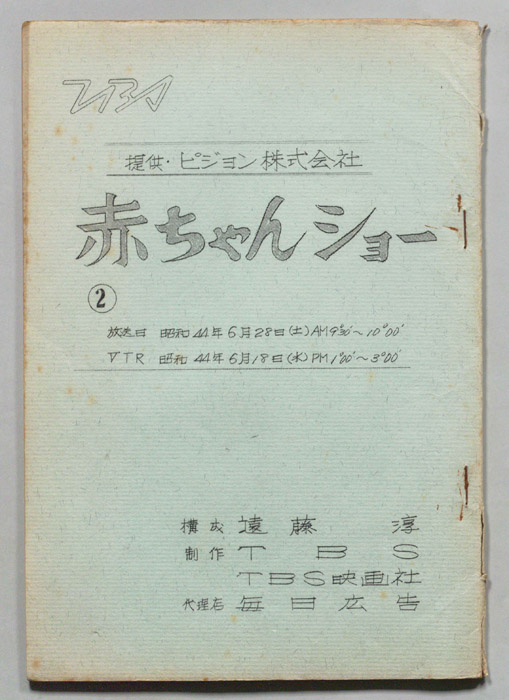 TBS
提供・ピジョン株式会社
赤ちゃんショー
②
放送日 昭和44年6月28日(土)AM9°30′〜10°00′
VTR 昭和44年6月18日(水)PM1°00′〜3°00′
構成 遠藤 淳
制作 TBS
TBS映画社
代理店 毎日広告